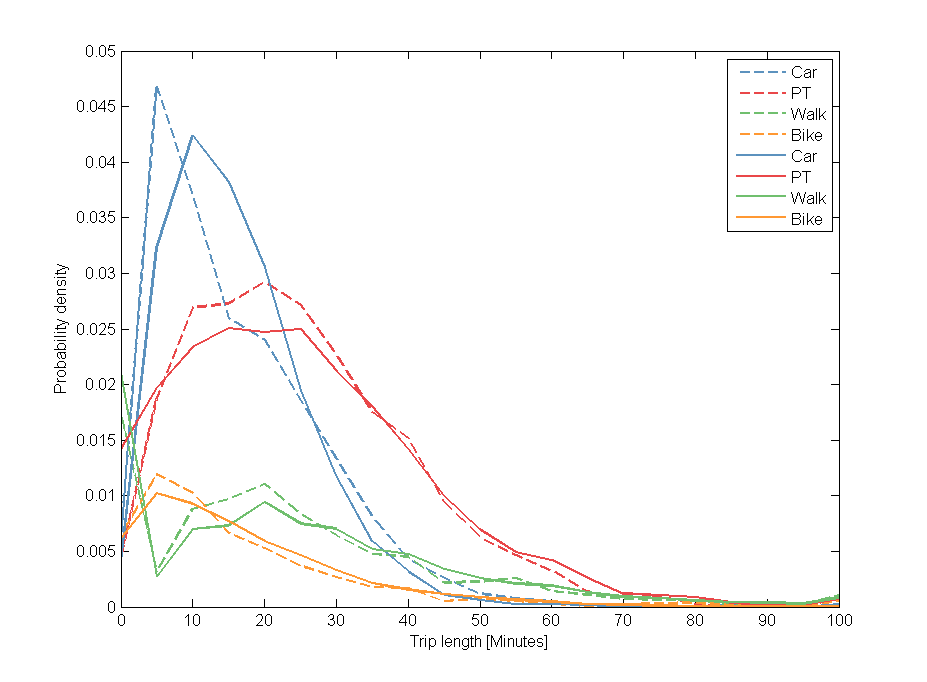 0.05
0.045
0.04
0.035
0.03
0.025
0.02
0.015
0.01
0.005
0
Probability density
0 10 20 30 40 50 60 70 80 90 100
Trip length [Minutes]
Car
PT
Walk
Bike
Car
PT
Walk
Bike